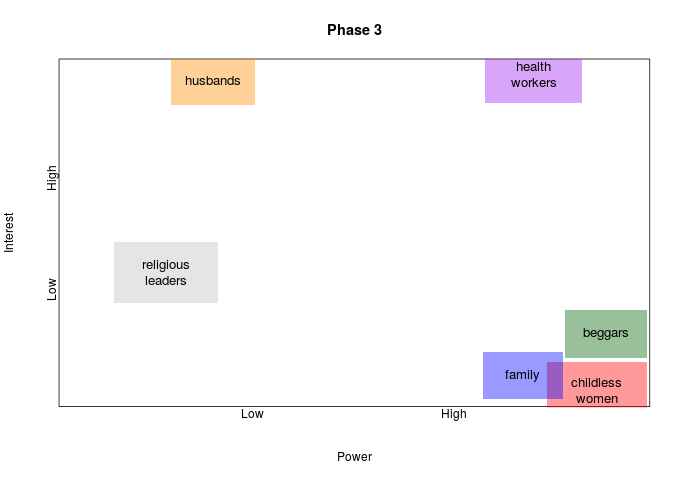 Phase 3
husbands
health
workers
High
Interest
religious
leaders
Low
beggars
family
childless
women
Low
High
Power